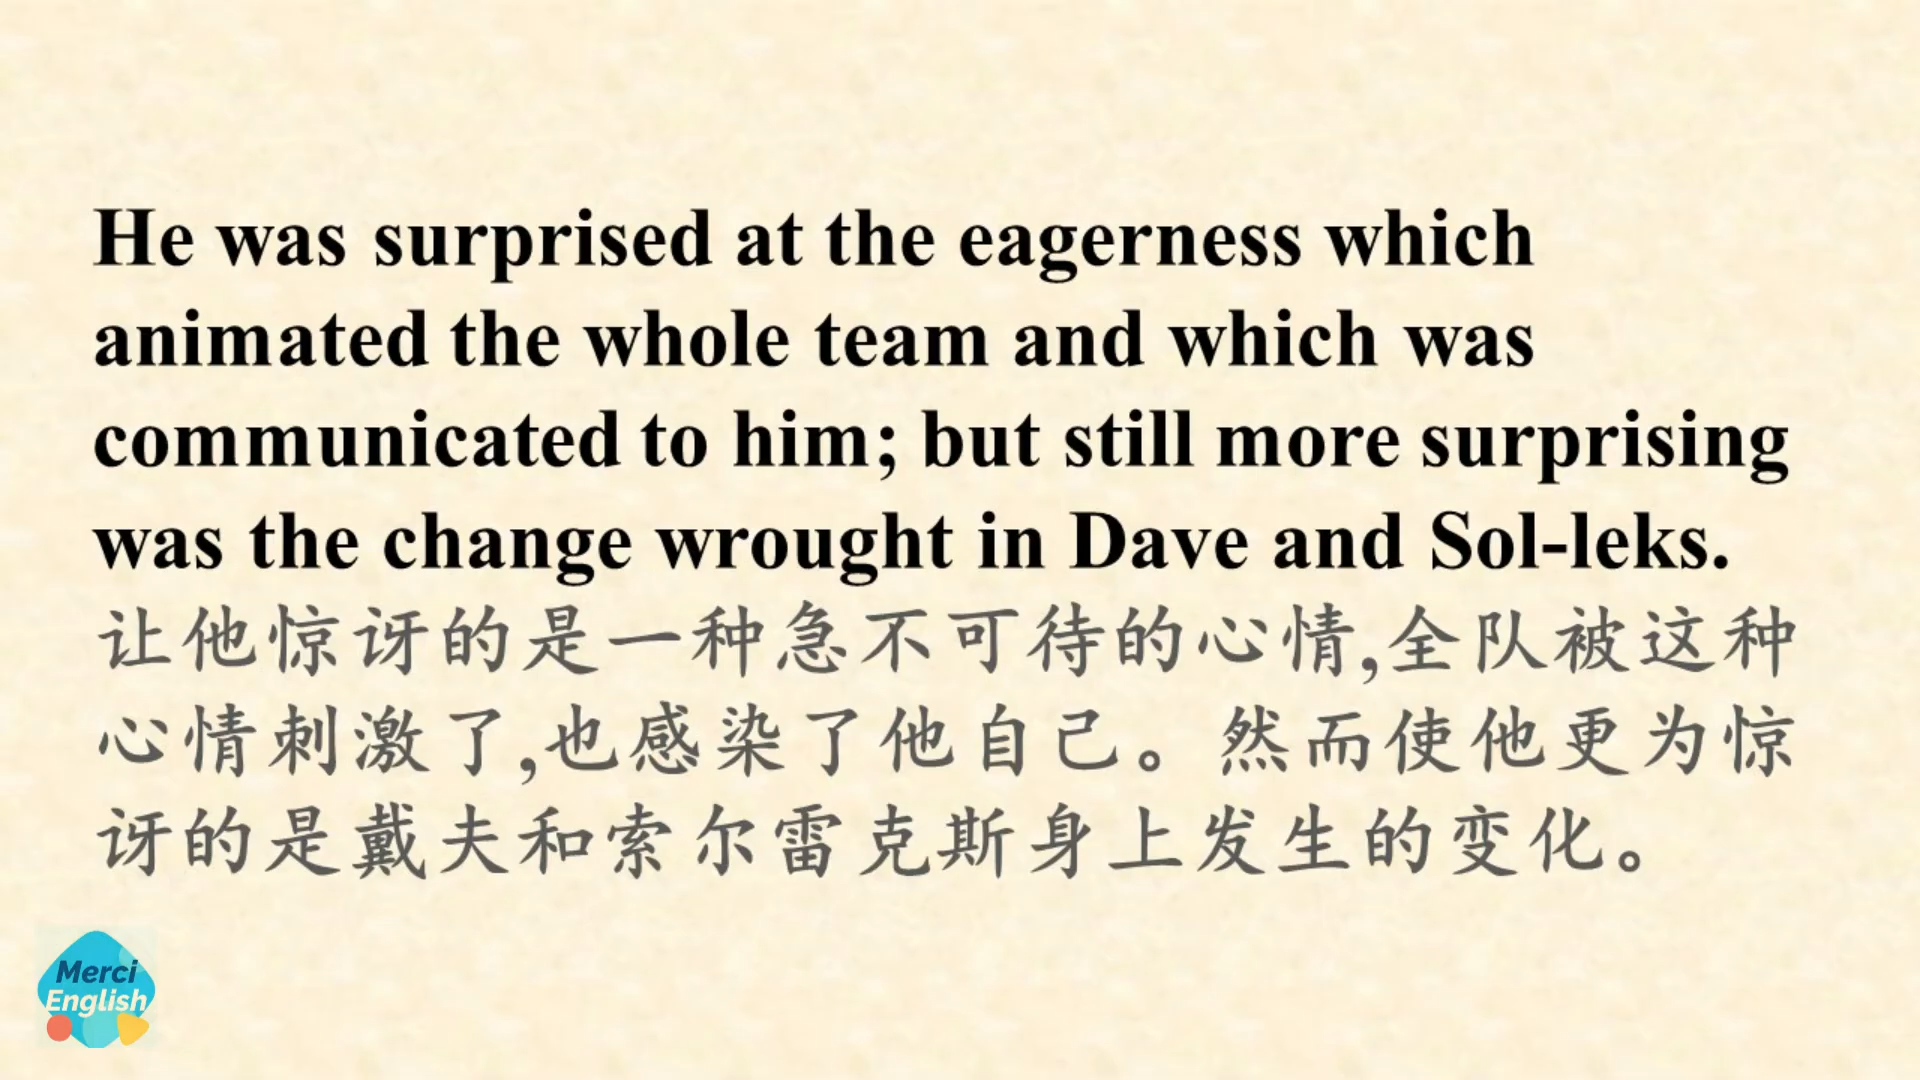 He was surprised at the eagerness which
animated the whole team and which was
communicated to him; but still more surprising
was the change wrought in Dave and Sol-leks.
让他惊讶的是一种急不可待的心情,全队被这种
心情刺激了,也感染了他自己。然而使他更为惊
讶的是戴夫和索尔雷克斯身上发生的变化。
Merci
English